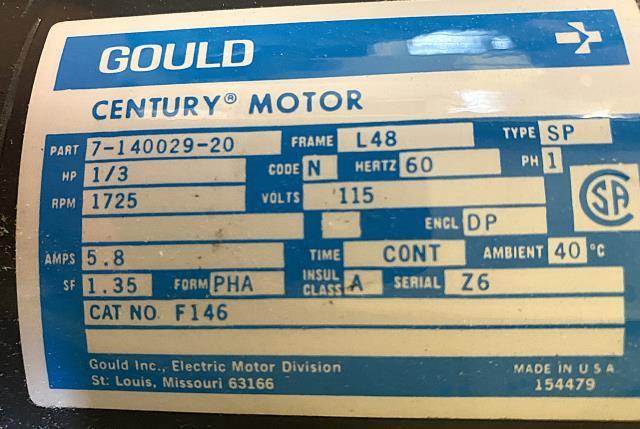 GOULD
CENTURY® MOTOR
PART 7-140029-20 FRAME L48 TYPE SP
HP 1/3 CODE N HERTZ 60 PH 1
RPM 1725 VOLTS 115
ENCL DP
AMPS 5.8 TIME CONT AMBIENT 40 °C
SF 1.35 FORM PHA INSUL CLASS A SERIAL Z6
CAT NO. F146
Gould Inc., Electric Motor Division
St. Louis, Missouri 63166
MADE IN USA
154479
SA